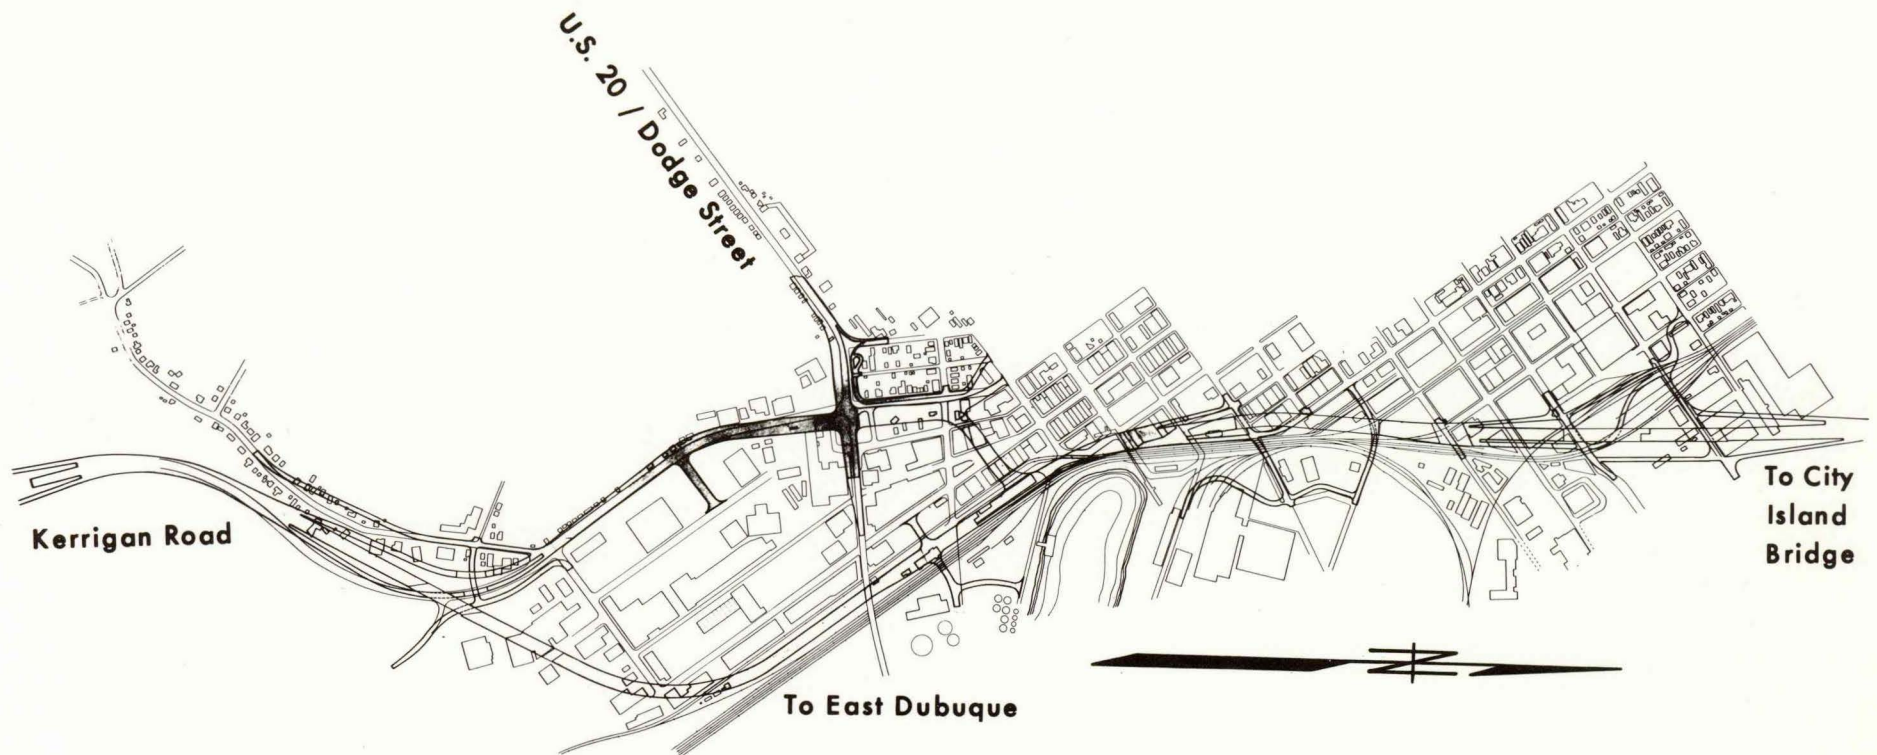 U.S. 20 / Dodge Street
Kerrigan Road
To City
Island
Bridge
To East Dubuque